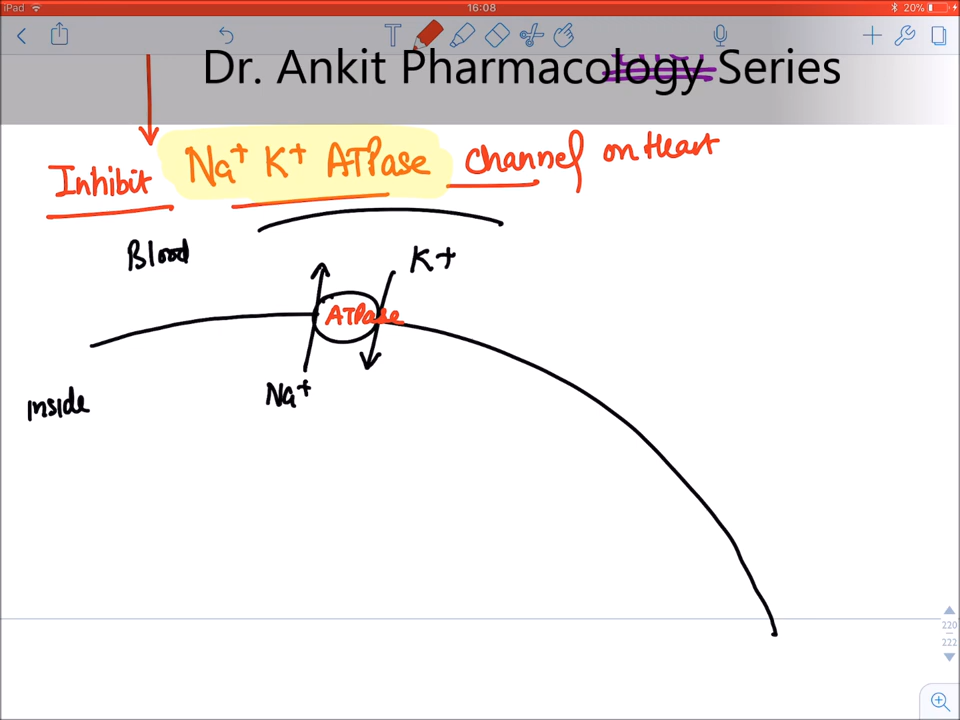 iPad 16:08 20%
T
Dr. Ankit Pharmacology Series
Inhibit Na+ K+ ATPase channel on Heart
Blood K+
ATPase
Na+
Inside
220
222